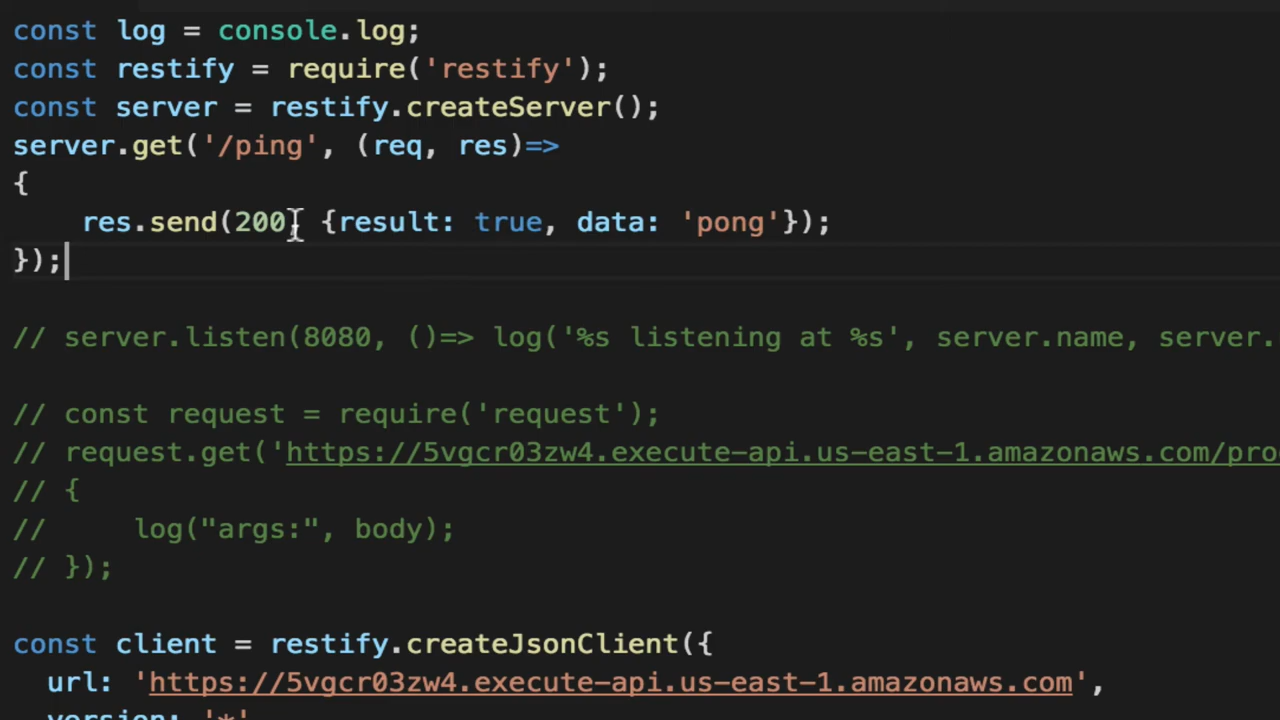 const log = console.log;
const restify = require('restify');
const server = restify.createServer();
server.get('/ping', (req, res)=>
{
    res.send(200, {result: true, data: 'pong'});
});
// server.listen(8080, ()=> log('%s listening at %s', server.name, server.
// const request = require('request');
// request.get('https://5vgcr03zw4.execute-api.us-east-1.amazonaws.com/pro
// {
//     log("args:", body);
// });
const client = restify.createJsonClient({
  url: 'https://5vgcr03zw4.execute-api.us-east-1.amazonaws.com',
  version: '*'